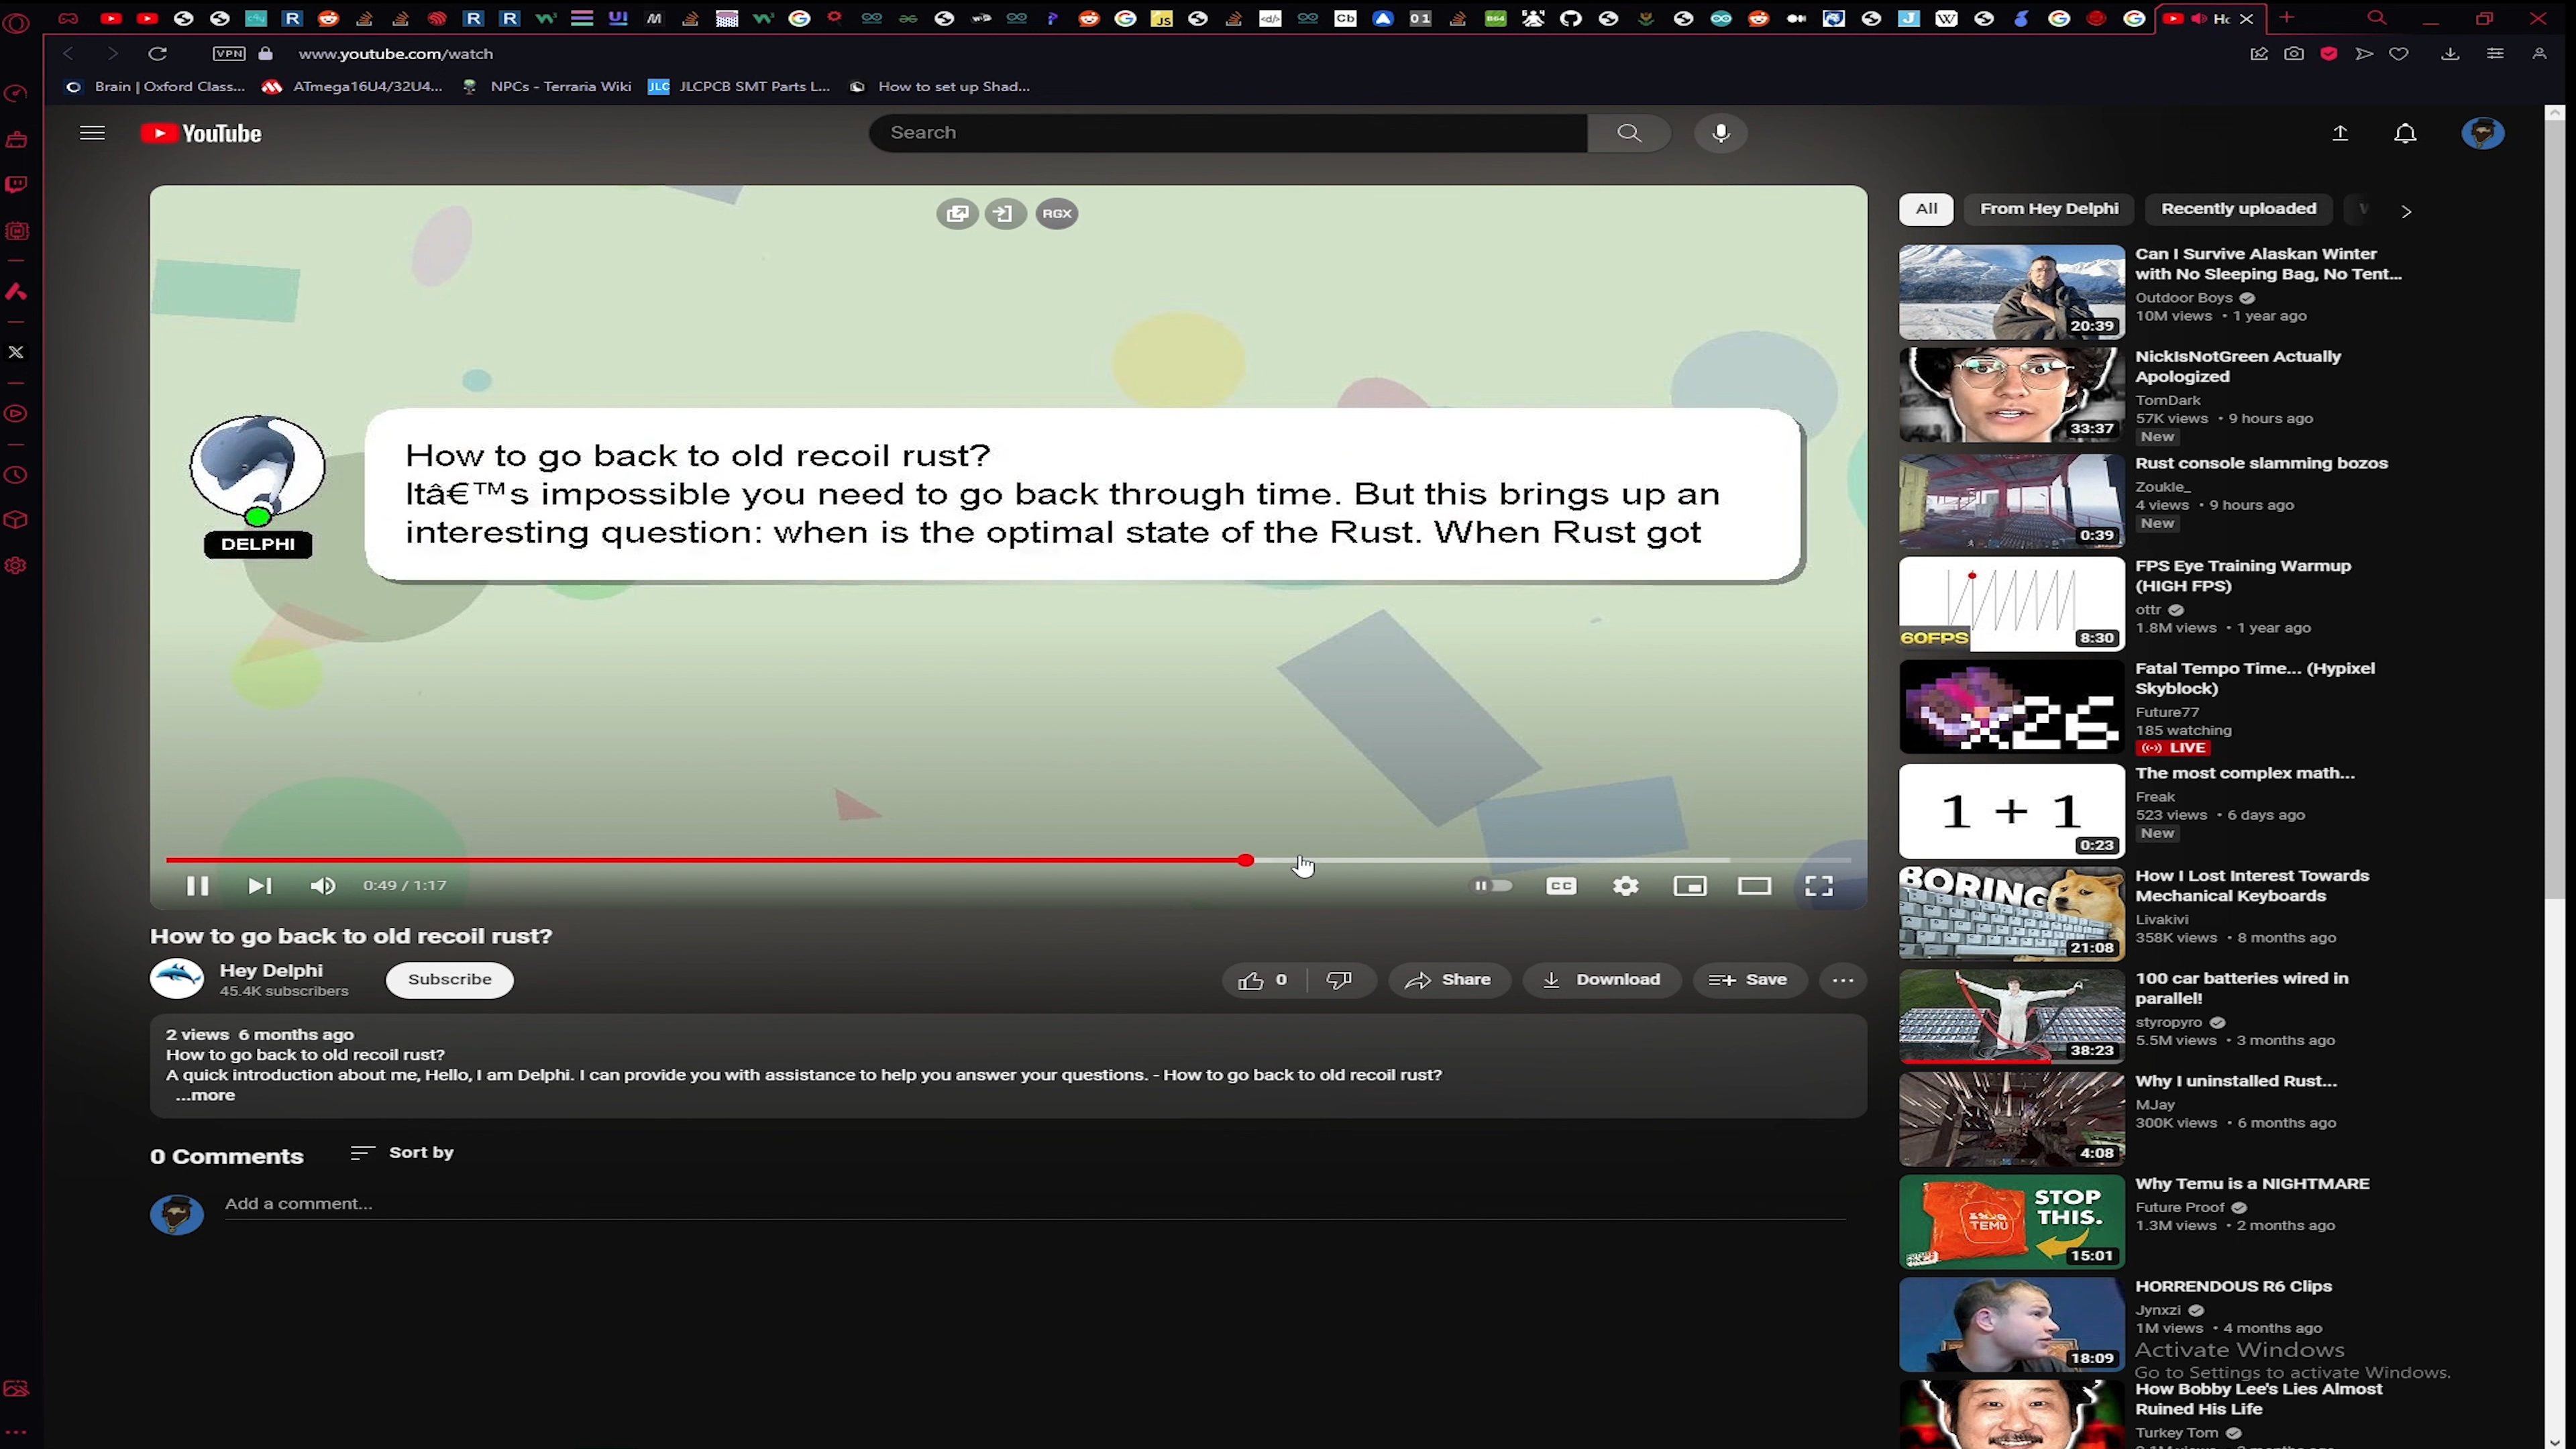 Ho
VPN
www.youtube.com/watch
Brain | Oxford Class...
ATmega16U4/32U4...
NPCs - Terraria Wiki
JLC
JLCPCB SMT Parts L...
How to set up Shad...
YouTube
Search
RGX
How to go back to old recoil rust?
Itâ€™s impossible you need to go back through time. But this brings up an
interesting question: when is the optimal state of the Rust. When Rust got
DELPHI
0:49 / 1:17
CC
How to go back to old recoil rust?
Hey Delphi
45.4K subscribers
Subscribe
0
Share
Download
Save
2 views 6 months ago
How to go back to old recoil rust?
A quick introduction about me, Hello, I am Delphi. I can provide you with assistance to help you answer your questions. - How to go back to old recoil rust?
...more
0 Comments
Sort by
Add a comment...
All
From Hey Delphi
Recently uploaded
20:39
Can I Survive Alaskan Winter
with No Sleeping Bag, No Tent...
Outdoor Boys
10M views • 1 year ago
33:37
NickIsNotGreen Actually
Apologized
TomDark
57K views • 9 hours ago
New
0:39
Rust console slamming bozos
Zoukle_
4 views • 9 hours ago
New
60FPS
8:30
FPS Eye Training Warmup
(HIGH FPS)
ottr
1.8M views • 1 year ago
x26
Fatal Tempo Time... (Hypixel
Skyblock)
Future77
185 watching
LIVE
1 + 1
0:23
The most complex math...
Freak
523 views • 6 days ago
New
BORING
21:08
How I Lost Interest Towards
Mechanical Keyboards
Livakivi
358K views • 8 months ago
38:23
100 car batteries wired in
parallel!
styropyro
5.5M views • 3 months ago
4:08
Why I uninstalled Rust...
MJay
300K views • 6 months ago
STOP
THIS.
TEMU
15:01
Why Temu is a NIGHTMARE
Future Proof
1.3M views • 2 months ago
18:09
HORRENDOUS R6 Clips
Jynxzi
1M views • 4 months ago
Activate Windows
Go to Settings to activate Windows.
How Bobby Lee's Lies Almost
Ruined His Life
Turkey Tom